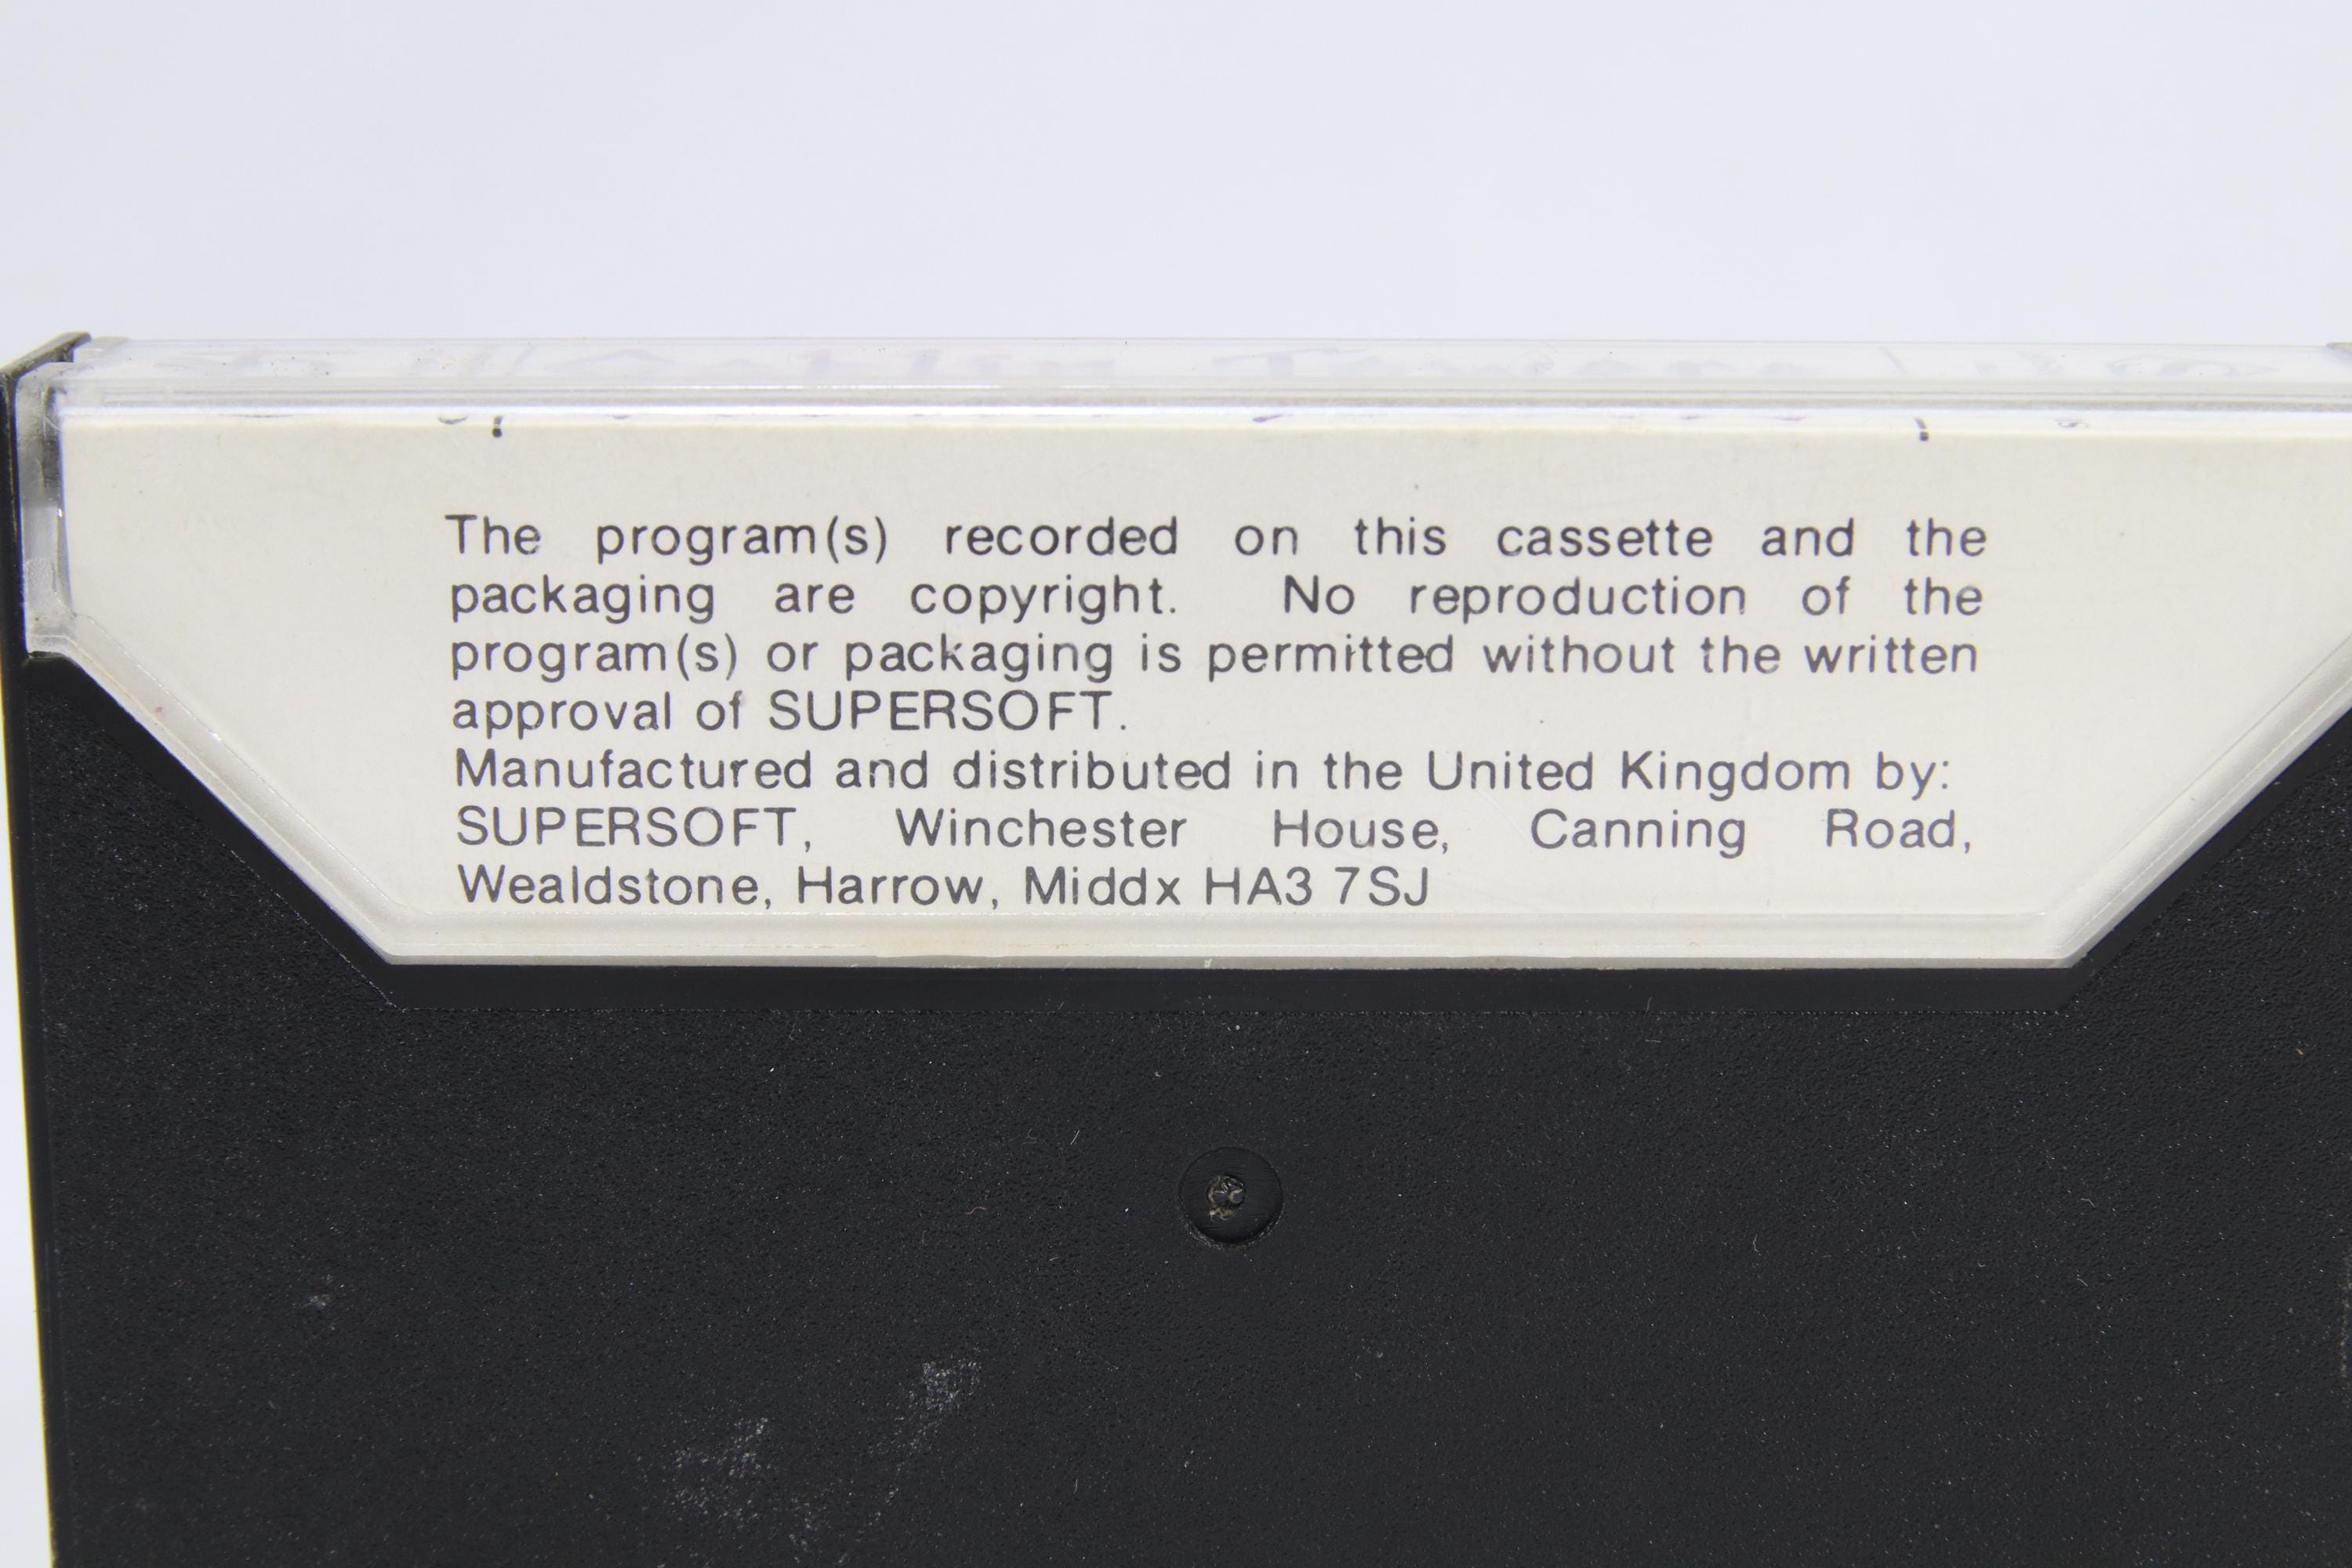 The program(s) recorded on this cassette and the
packaging are copyright. No reproduction of the
program(s) or packaging is permitted without the written
approval of SUPERSOFT.
Manufactured and distributed in the United Kingdom by:
SUPERSOFT, Winchester House, Canning Road,
Wealdstone, Harrow, Middx HA3 7SJ